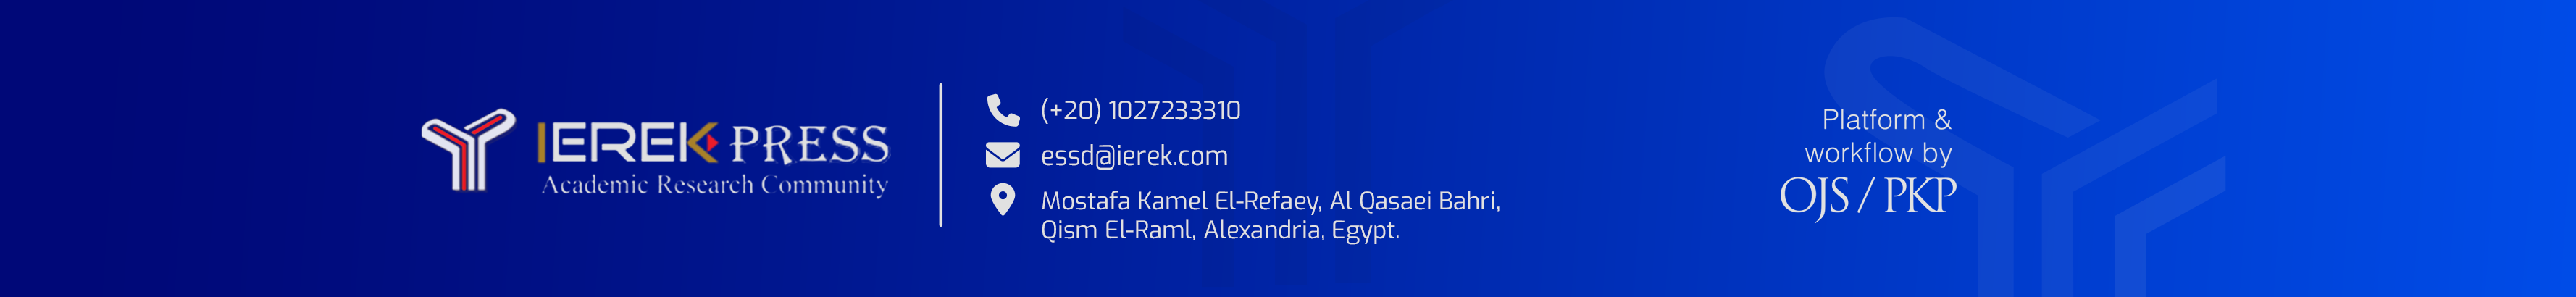 IEREK PRESS
Academic Research Community
(+20) 1027233310
essd@ierek.com
Mostafa Kamel El-Refaey, Al Qasaei Bahri,
Qism El-Raml, Alexandria, Egypt.
Platform &
workflow by
OJS / PKP